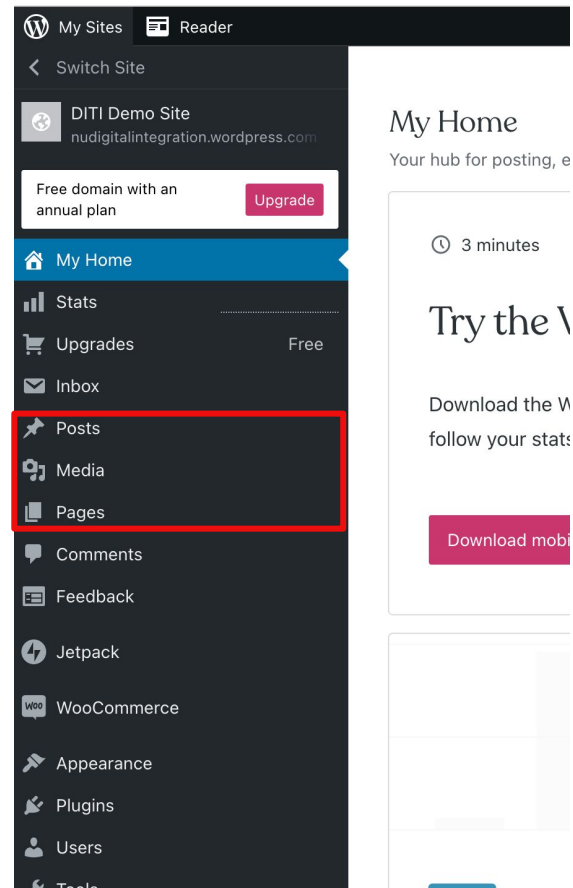 My Sites Reader
Switch Site
DITI Demo Site
nudigitalintegration.wordpress.com
Free domain with an
annual plan
Upgrade
My Home
Stats
Upgrades Free
Inbox
Posts
Media
Pages
Comments
Feedback
Jetpack
Woo WooCommerce
Appearance
Plugins
Users
Tools
My Home
Your hub for posting, e
3 minutes
Try the
Download the W
follow your stats
Download mobi